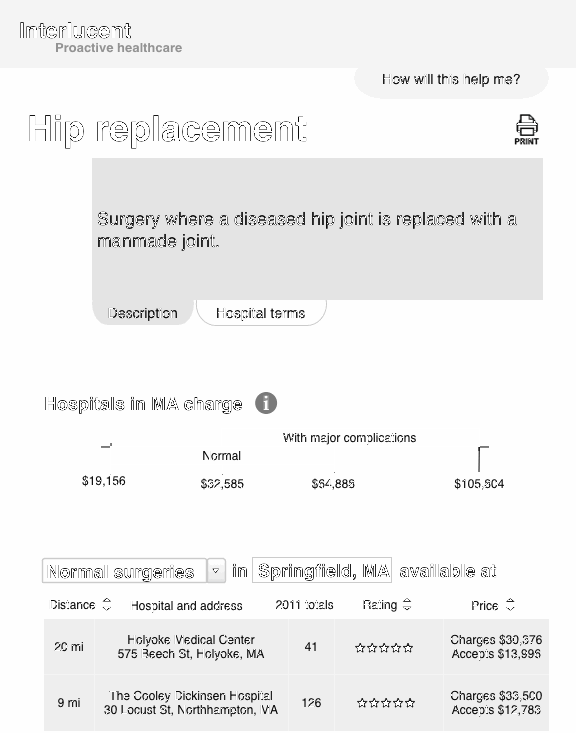 Interlucent
Proactive healthcare
How will this help me?
Hip replacement
PRINT
Surgery where a diseased hip joint is replaced with a
manmade joint.
Description
Hospital terms
Hospitals in MA charge i
With major complications
Normal
$19,156 $32,585 $64,886 $105,604
Normal surgeries in Springfield, MA available at
Distance Hospital and address 2011 totals Rating Price
20 mi Holyoke Medical Center 41 Charges $30,376
575 Beech St, Holyoke, MA Accepts $13,996
9 mi The Cooley Dickinsen Hospital 126 Charges $33,500
30 Locust St, Northhampton, MA Accepts $12,783